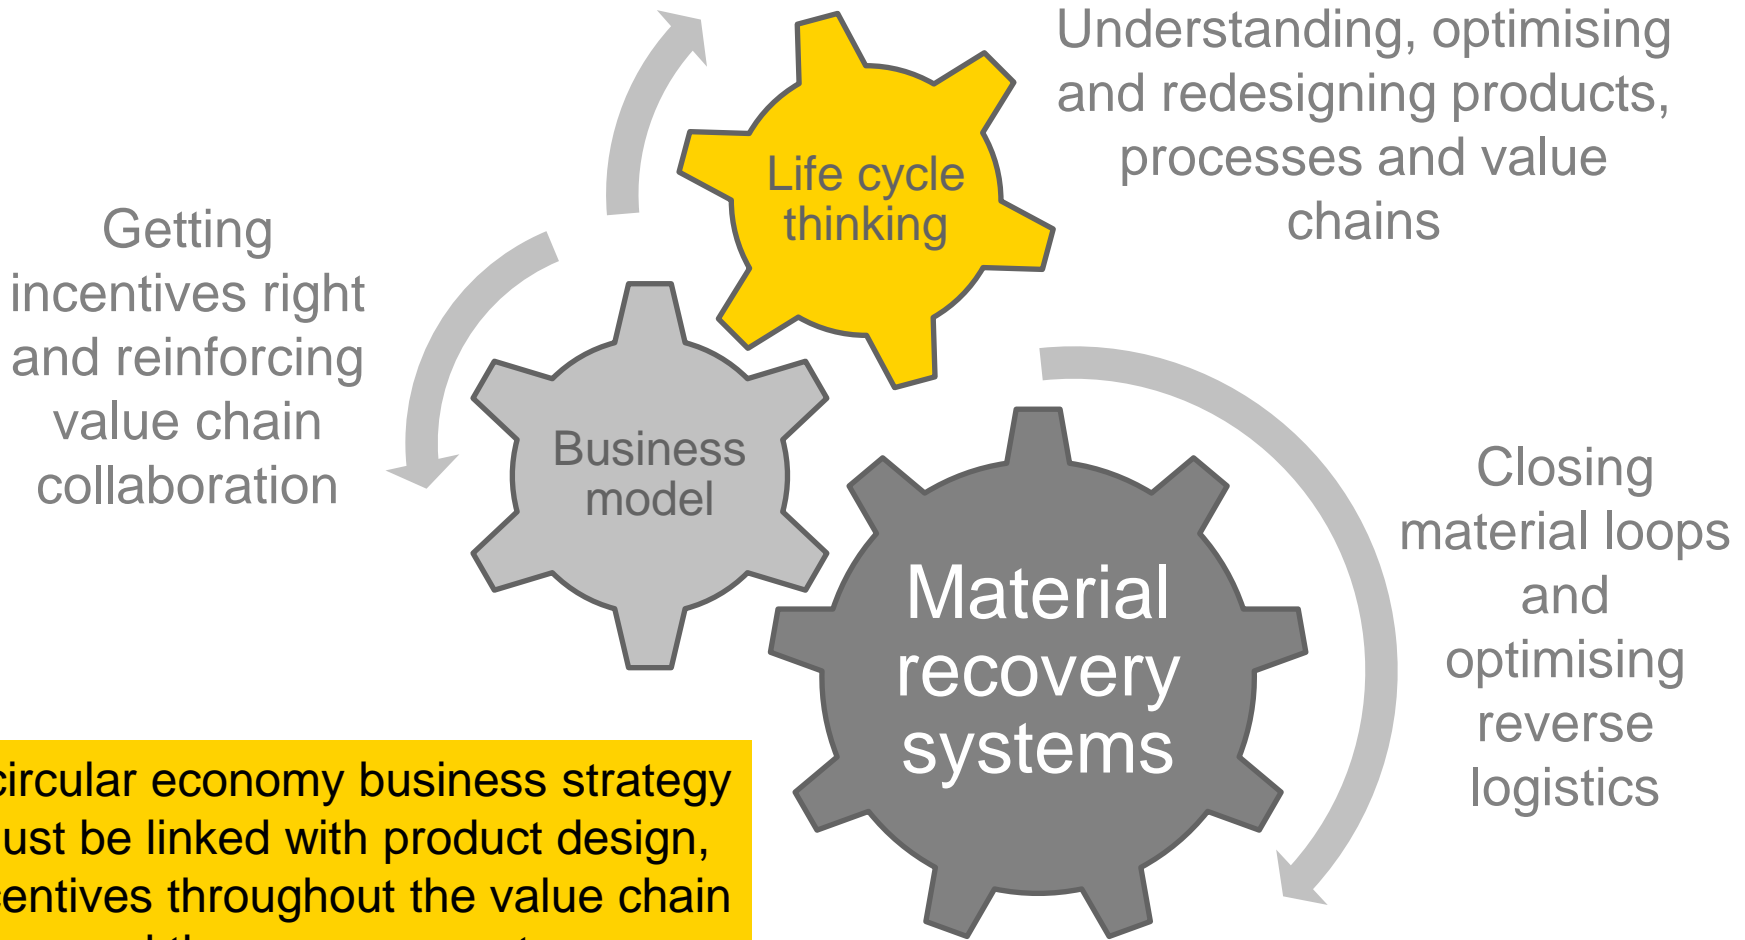 Understanding, optimising
and redesigning products,
processes and value
chains
Life cycle
thinking
Getting
incentives right
and reinforcing
value chain
collaboration
Business
model
Material
recovery
systems
Closing
material loops
and
optimising
reverse
logistics
circular economy business strategy
be linked with product design,
throughout the value chain